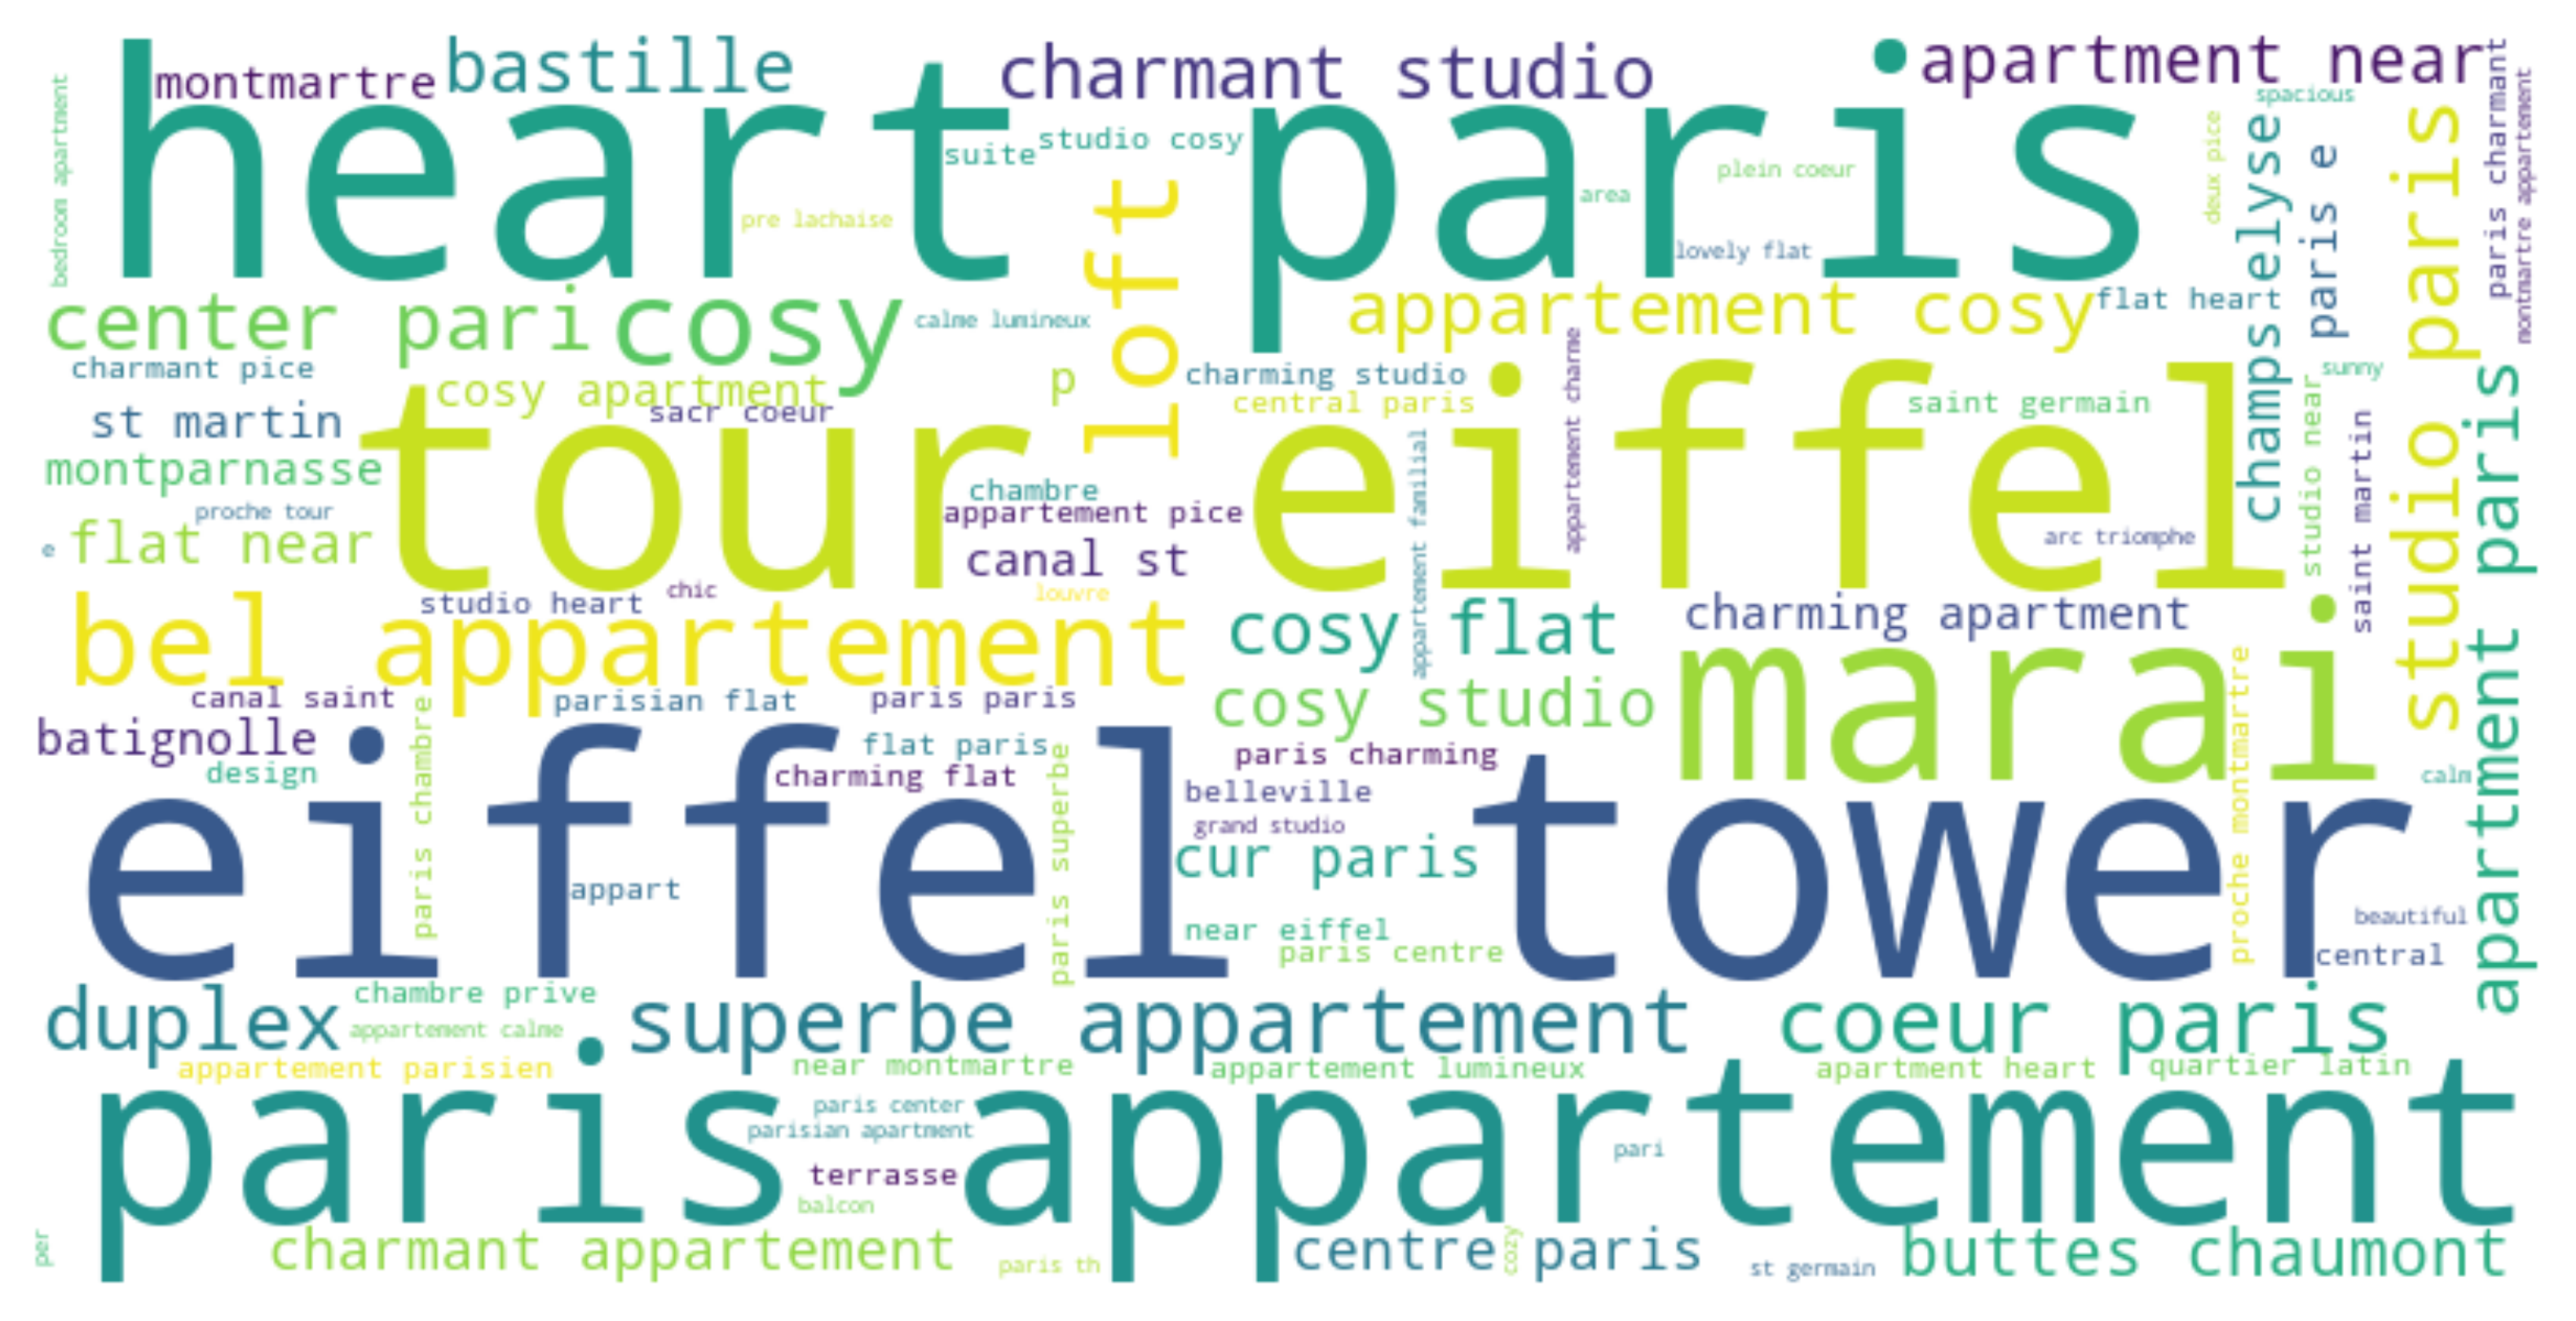 montmartre
bastille
charmant studio
apartment near
heart paris
suite
studio cosy
spacious
plein coeur
area
pre lachaise
lovely flat
bedroom apartment
loft
deux pice
champs elyse
paris e
studio paris
paris charmant
montmartre appartement
center pari
cosy
calme lumineux
appartement cosy
flat heart
charmant pice
cosy apartment
p
charming studio
sunny
sacr coeur
central paris
saint germain
st martin
tour eiffel
montparnasse
chambre
appartement pice
proche tour
flat near
e
canal st
arc triomphe
appartement familial
appartement charme
studio near
saint martin
apartment paris
studio heart
chic
louvre
bel appartement
cosy flat
charming apartment
canal saint
parisian flat
paris paris
cosy studio
marai
batignolle
flat paris
paris charming
design
charming flat
calm
paris chambre
paris superbe
belleville
grand studio
proche montmartre
eiffel tower
cur paris
appart
near eiffel
beautiful
paris centre
central
duplex
chambre prive
appartement calme
superbe appartement
coeur paris
appartement parisien
near montmartre
appartement lumineux
apartment heart
quartier latin
paris appartement
paris center
parisian apartment
pari
terrasse
balcon
per
charmant appartement
paris th
centre paris
cozy
st germain
buttes chaumont